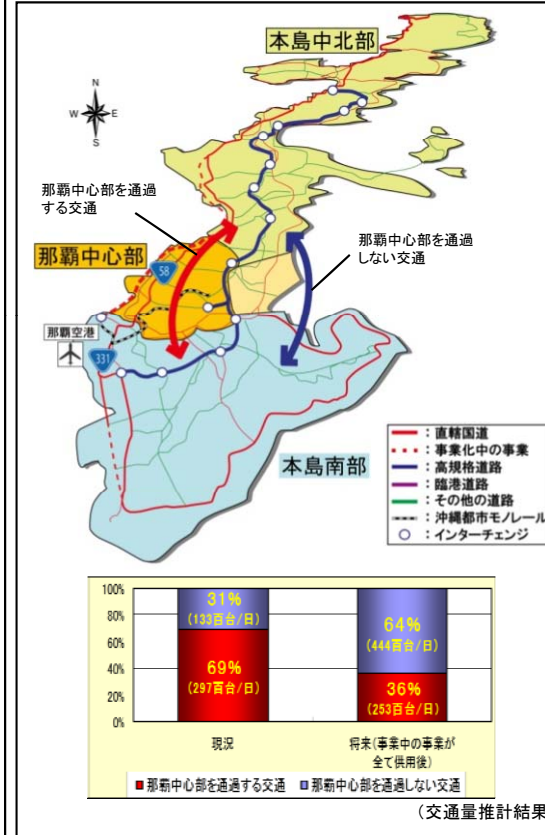 本島中北部
N
W
E
S
那覇中心部を通過
する交通
那覇中心部を通過
しない交通
那覇中心部
58
那覇空港
331
本島南部
：直轄国道
：事業化中の事業
：高規格道路
：臨港道路
：その他の道路
：沖縄都市モノレール
：インターチェンジ
100%
80%
60%
40%
20%
0%
31%
(133百台/日)
69%
(297百台/日)
64%
(444百台/日)
36%
(253百台/日)
現況
将来(事業中の事業が
全て供用後)
那覇中心部を通過する交通
那覇中心部を通過しない交通
(交通量推計結果